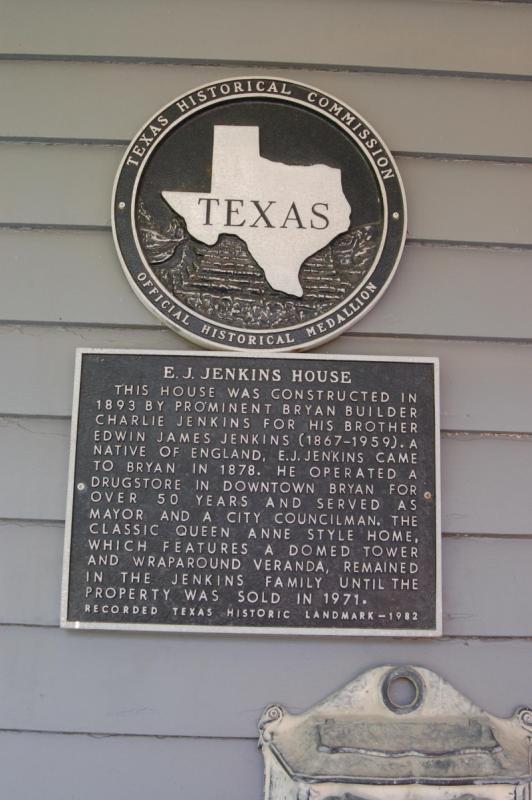 TEXAS HISTORICAL COMMISSION
TEXAS
OFFICIAL HISTORICAL MEDALLION
E. J. JENKINS HOUSE
THIS HOUSE WAS CONSTRUCTED IN
1893 BY PROMINENT BRYAN BUILDER
CHARLIE JENKINS FOR HIS BROTHER
EDWIN JAMES JENKINS (1867-1959). A
NATIVE OF ENGLAND, E.J. JENKINS CAME
TO BRYAN IN 1878. HE OPERATED A
DRUGSTORE IN DOWNTOWN BRYAN FOR
OVER 50 YEARS AND SERVED AS
MAYOR AND A CITY COUNCILMAN. THE
CLASSIC QUEEN ANNE STYLE HOME,
WHICH FEATURES A DOMED TOWER
AND WRAPAROUND VERANDA, REMAINED
IN THE JENKINS FAMILY UNTIL THE
PROPERTY WAS SOLD IN 1971.
RECORDED TEXAS HISTORIC LANDMARK—1982